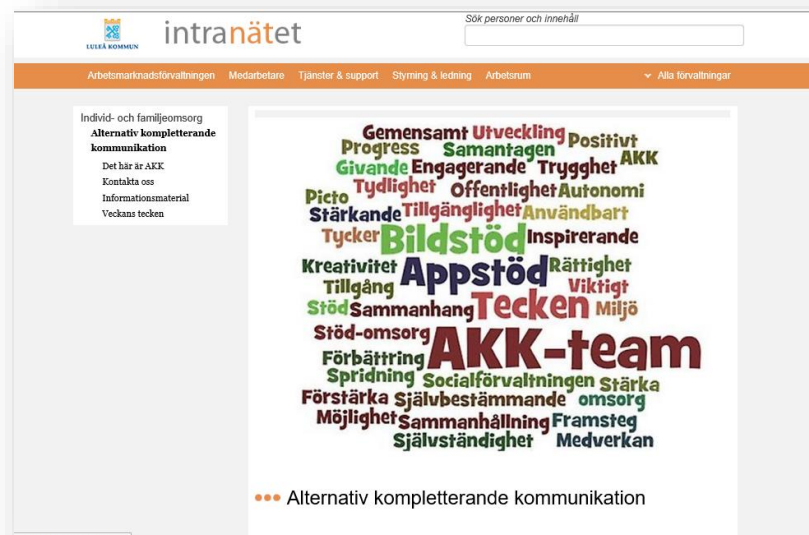 LULEÅ KOMMUN
intranätet
Sök personer och innehåll
Arbetsmarknadsförvaltningen Medarbetare Tjänster & support Styrning & ledning Arbetsrum Alla förvaltningar
Individ- och familjeomsorg
Alternativ kompletterande
kommunikation
Det här är AKK
Kontakta oss
Informationsmaterial
Veckans tecken
Gemensamt Utveckling Positivt
Progress Samantagen AKK
Givande Engagerande Trygghet
Tydlighet Offentlighet Autonomi
Picto
Stärkande Tillgänglighet Användbart
Tycker Bildstöd Inspirerande
Kreativitet Appstöd Rättighet
Tillgång Viktigt
Stöd Sammanhang Tecken Miljö
Stöd-omsorg AKK-team
Förbättring
Spridning Socialförvaltningen Stärka
Förstärka Självbestämmande omsorg
Möjlighet Sammanhållning Framsteg
Självständighet Medverkan
Alternativ kompletterande kommunikation